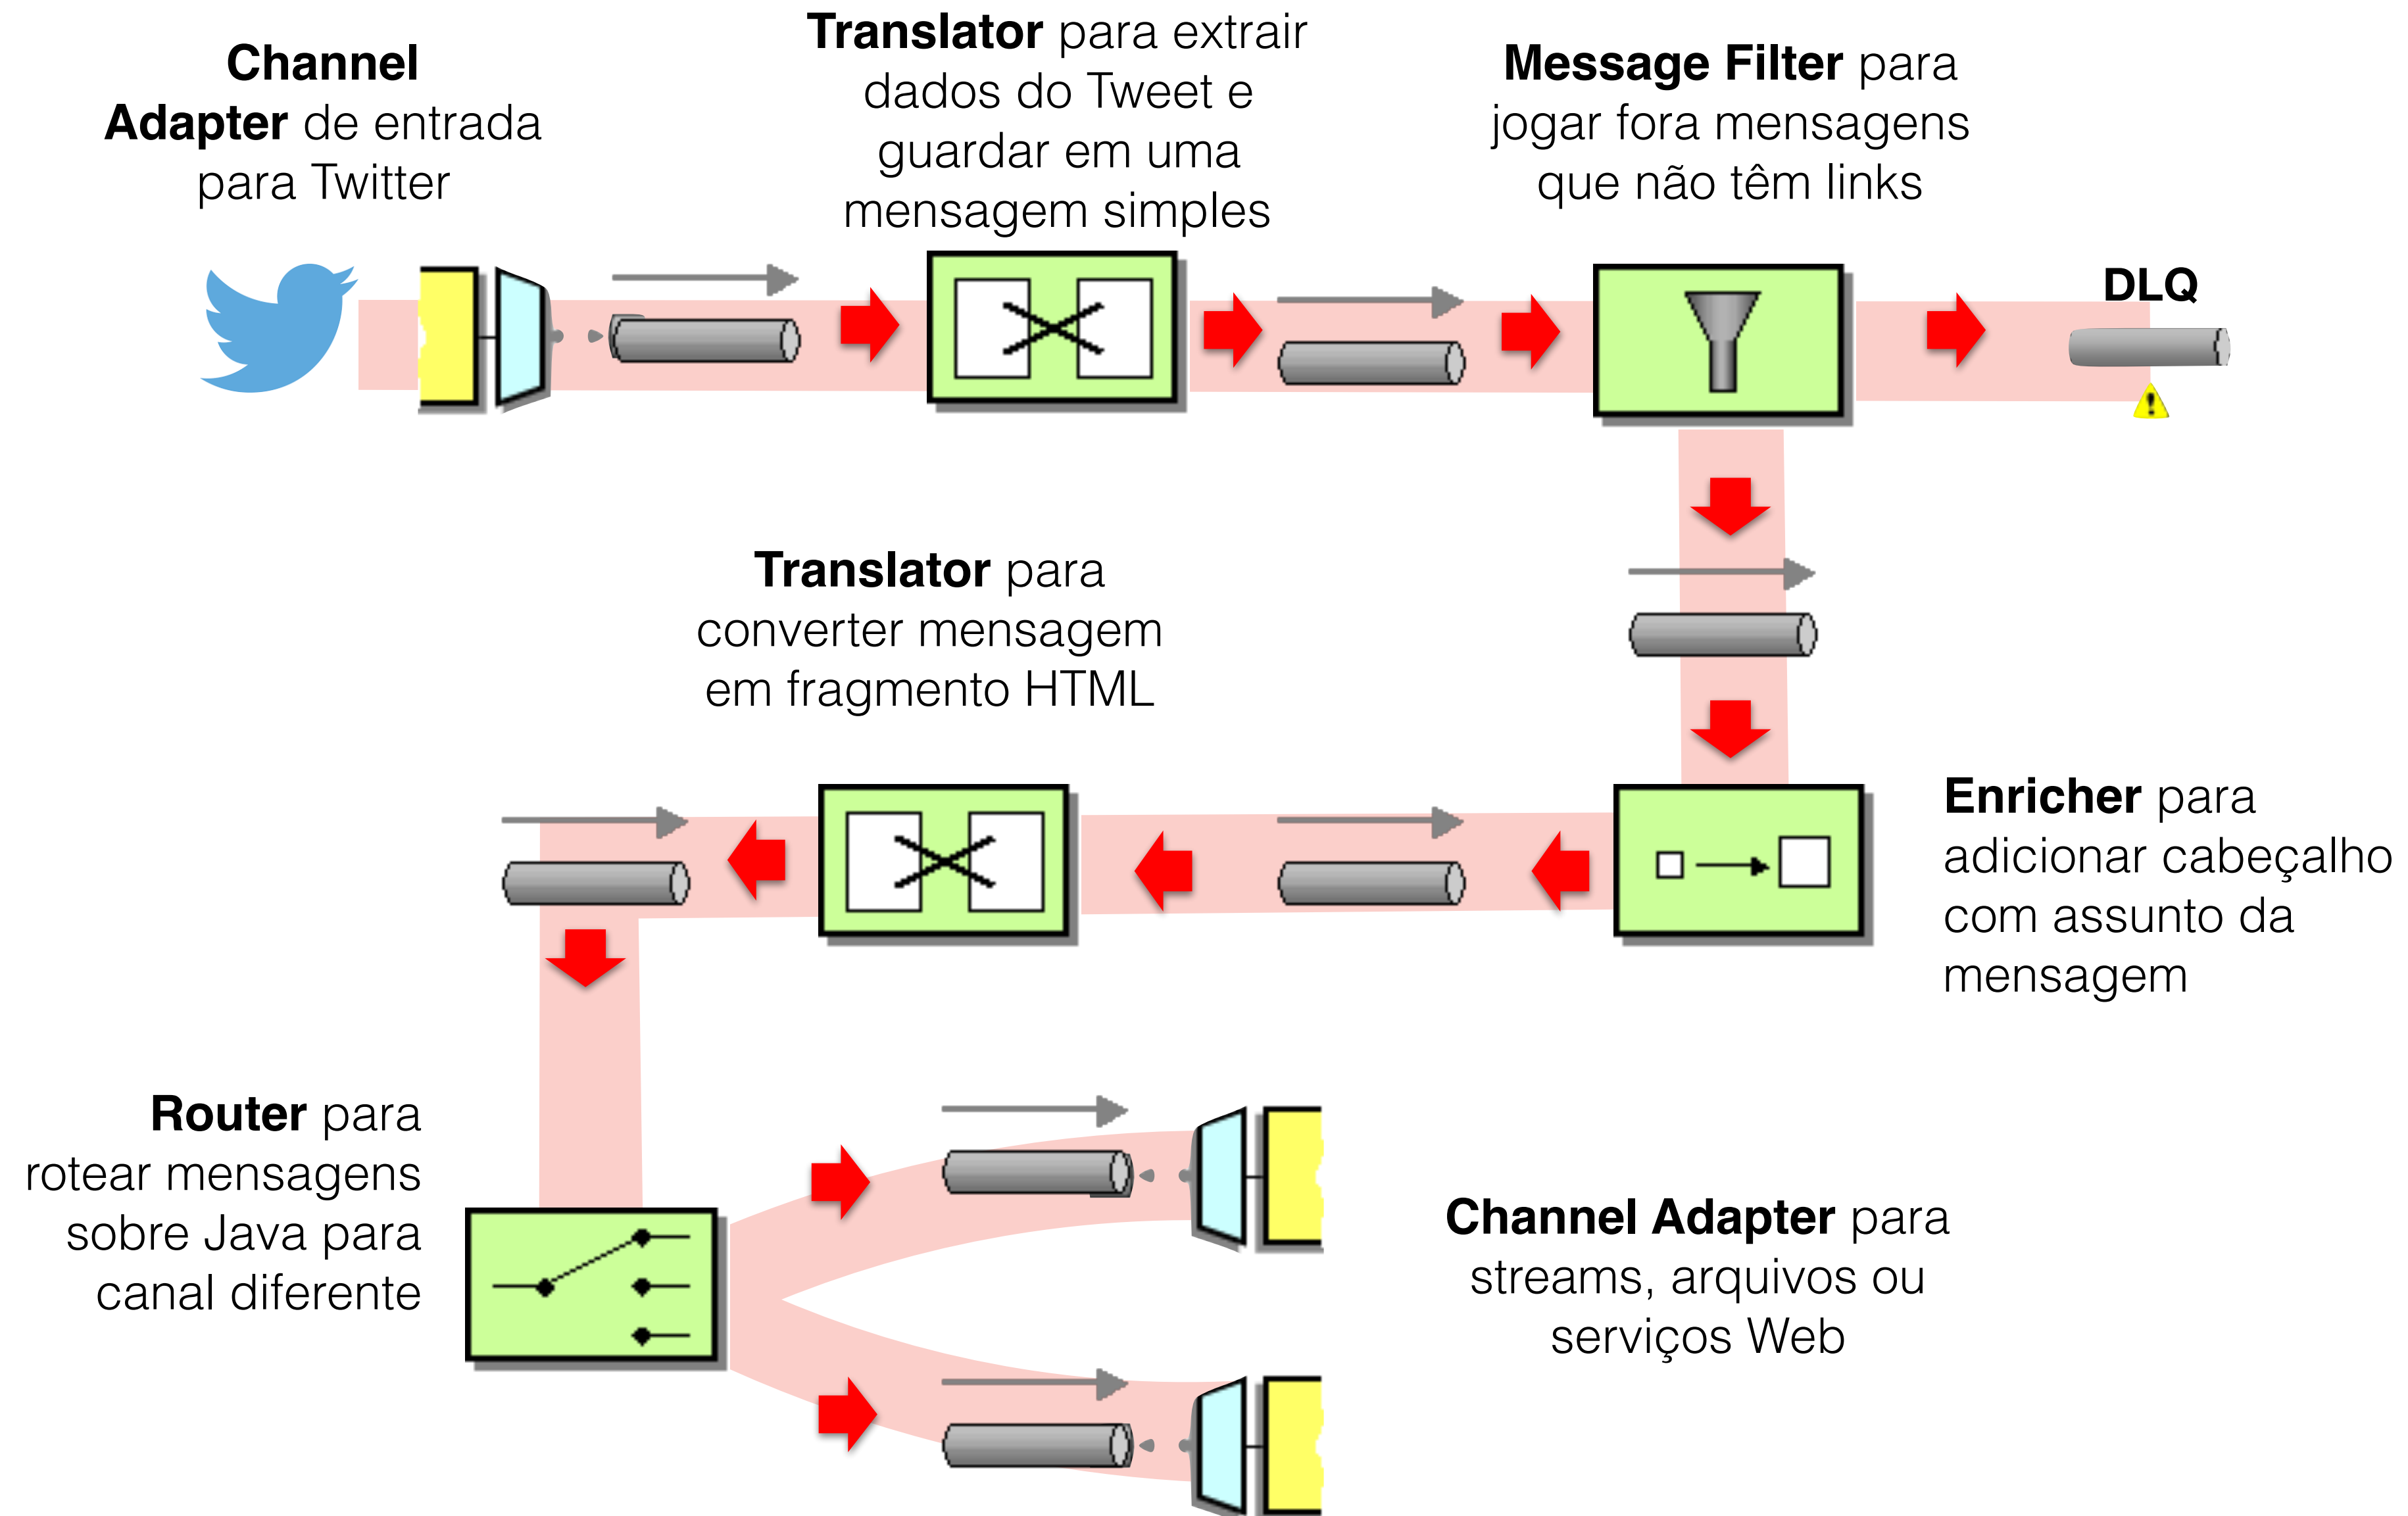 Channel
Adapter de entrada
para Twitter
Translator para extrair
dados do Tweet e
guardar em uma
mensagem simples
Message Filter para
jogar fora mensagens
que não têm links
DLQ
Translator para
converter mensagem
em fragmento HTML
Enricher para
adicionar cabeçalho
com assunto da
mensagem
Router para
rotear mensagens
sobre Java para
canal diferente
Channel Adapter para
streams, arquivos ou
serviços Web